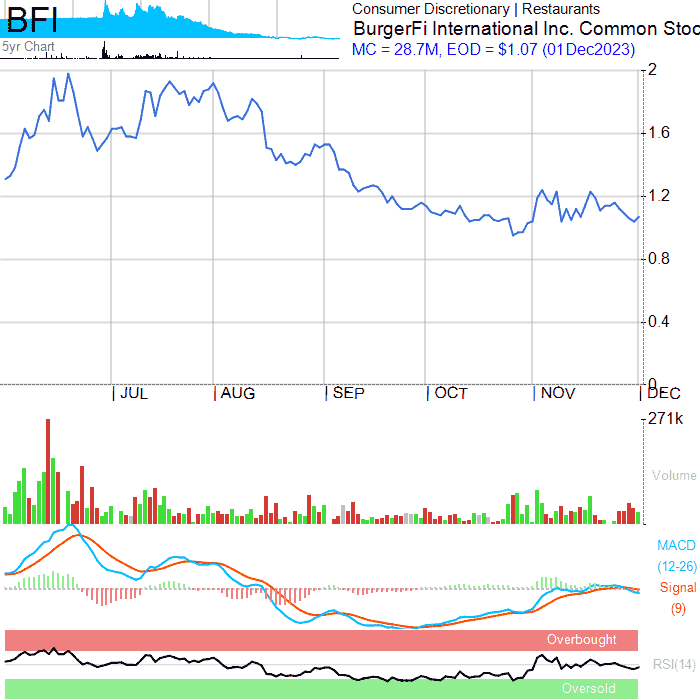 BFI
5yr Chart
Consumer Discretionary | Restaurants
BurgerFi International Inc. Common Stoc
MC = 28.7M, EOD = $1.07 (01Dec2023)
2
1.6
1.2
0.8
0.4
0
JUL
AUG
SEP
OCT
NOV
DEC
271k
Volume
MACD
(12-26)
Signal
(9)
Overbought
RSI(14)
Oversold